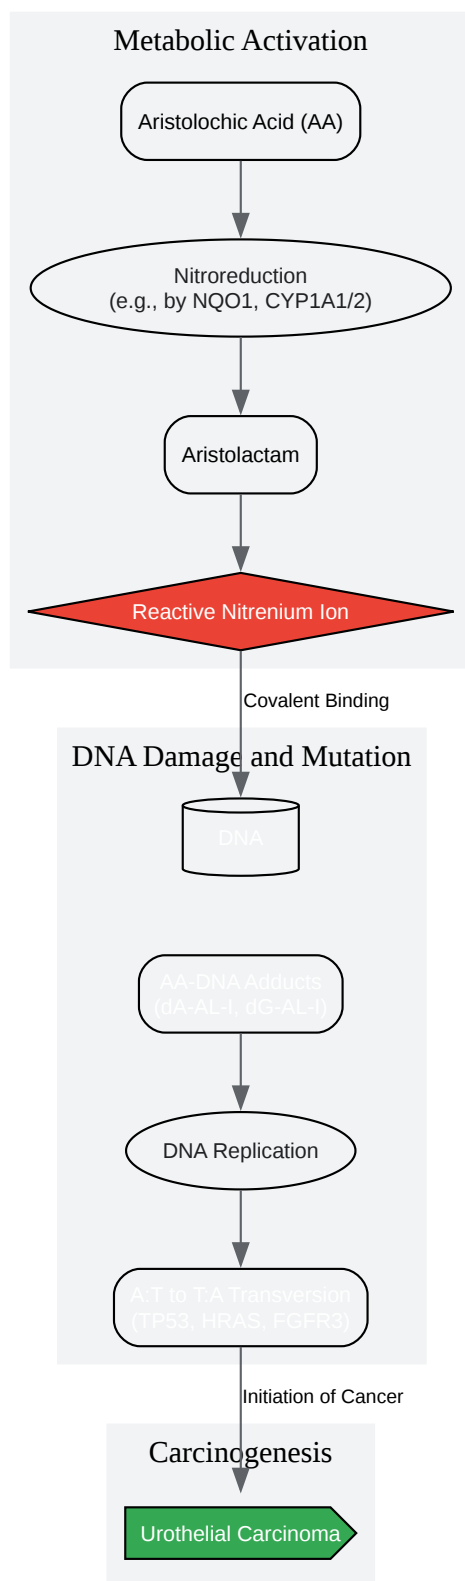 Metabolic Activation
Aristolochic Acid (AA)
Nitroreduction
(e.g., by NQO1, CYP1A1/2)
Aristolactam
Reactive Nitrenium Ion
Covalent Binding
DNA Damage and Mutation
DNA
AA-DNA Adducts
(dA-AL-I, dG-AL-I)
DNA Replication
A:T to T:A Transversion
(TP53, HRAS, FGFR3)
Initiation of Cancer
Carcinogenesis
Urothelial Carcinoma